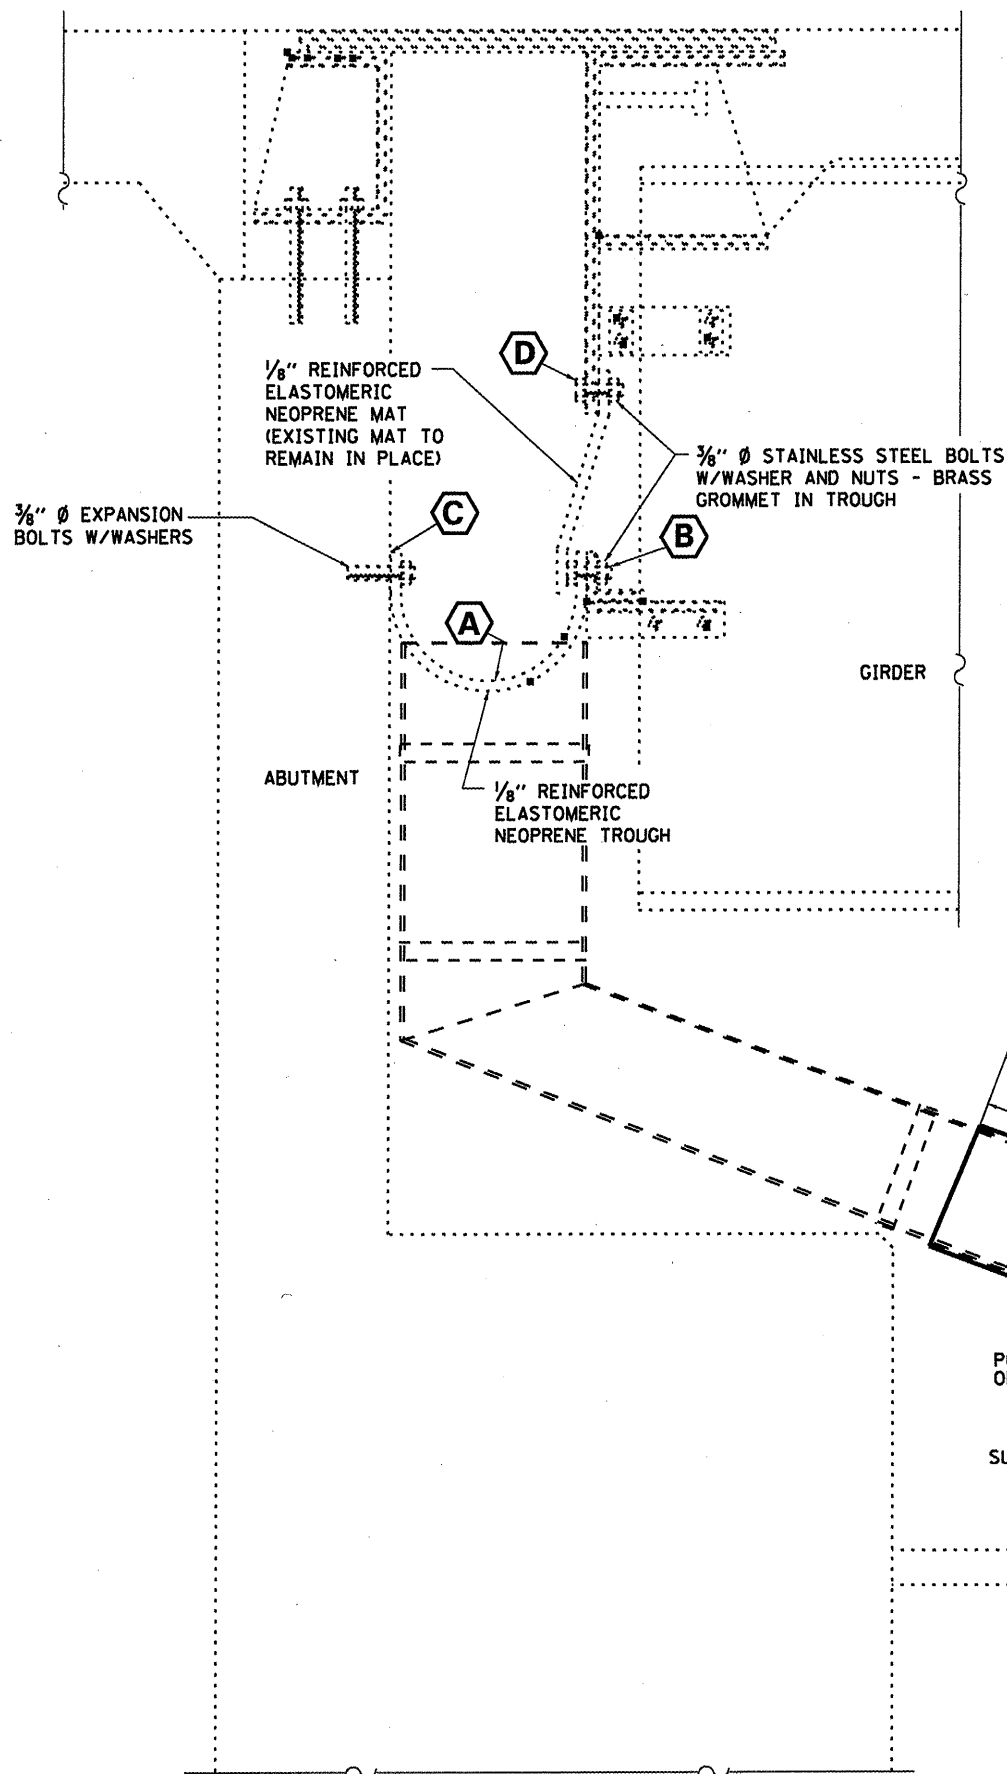 D
1/8" REINFORCED
ELASTOMERIC
NEOPRENE MAT
(EXISTING MAT TO
REMAIN IN PLACE)
3/8" Ø STAINLESS STEEL BOLTS
W/WASHER AND NUTS - BRASS
GROMMET IN TROUGH
3/8" Ø EXPANSION
BOLTS W/WASHERS
C
B
A
GIRDER
ABUTMENT
1/8" REINFORCED
ELASTOMERIC
NEOPRENE TROUGH